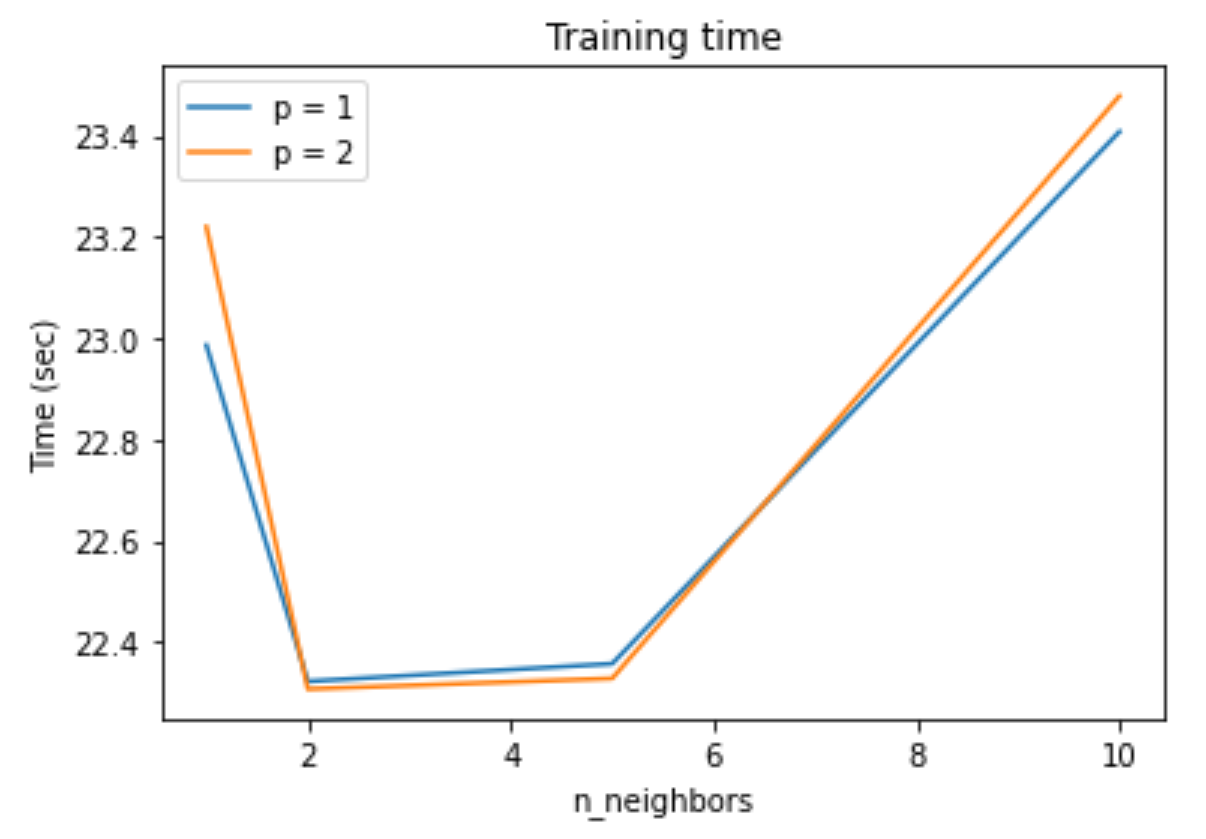 Training time
p = 1
p = 2
23.4
23.2
23.0
22.8
22.6
22.4
Time (sec)
2 4 6 8 10
n_neighbors